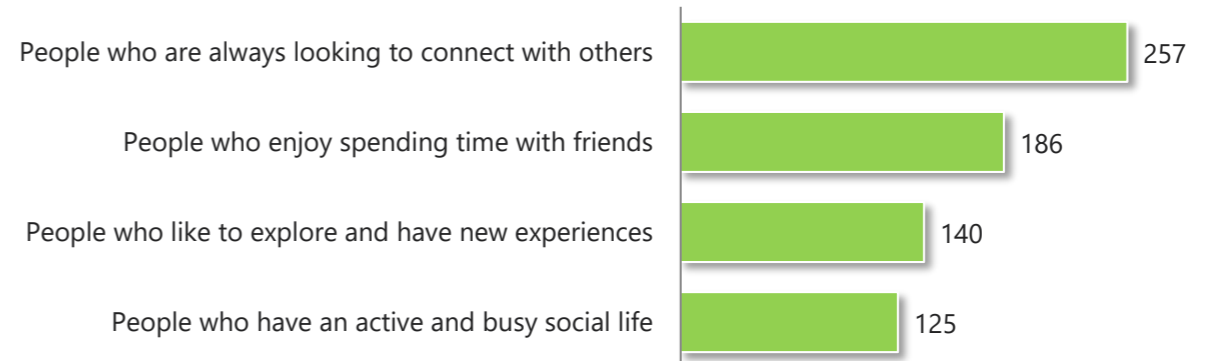 People who are always looking to connect with others 257
People who enjoy spending time with friends 186
People who like to explore and have new experiences 140
People who have an active and busy social life 125